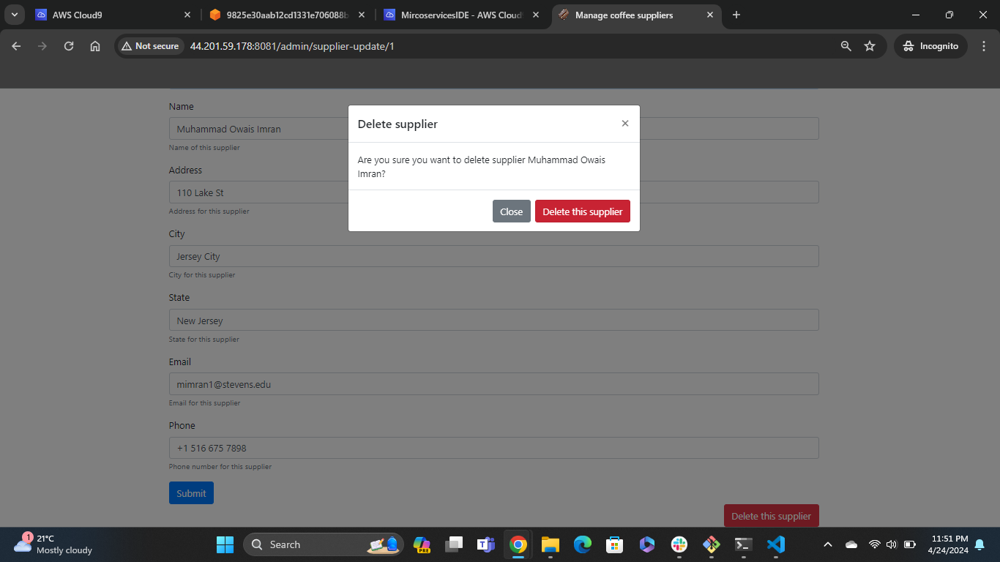 AWS Cloud9
9825e30aab12cd1331e706088b
MircoservicesIDE - AWS Cloud
Manage coffee suppliers
Not secure
44.201.59.178:8081/admin/supplier-update/1
Incognito
Name
Muhammad Owais Imran
Name of this supplier
Address
110 Lake St
Address for this supplier
City
Jersey City
City for this supplier
State
New Jersey
State for this supplier
Email
mimran1@stevens.edu
Email for this supplier
Phone
+1 516 675 7898
Phone number for this supplier
Submit
Delete this supplier
Delete supplier
×
Are you sure you want to delete supplier Muhammad Owais
Imran?
Close
Delete this supplier
1
21°C
Mostly cloudy
Search
PRE
11:51 PM
4/24/2024